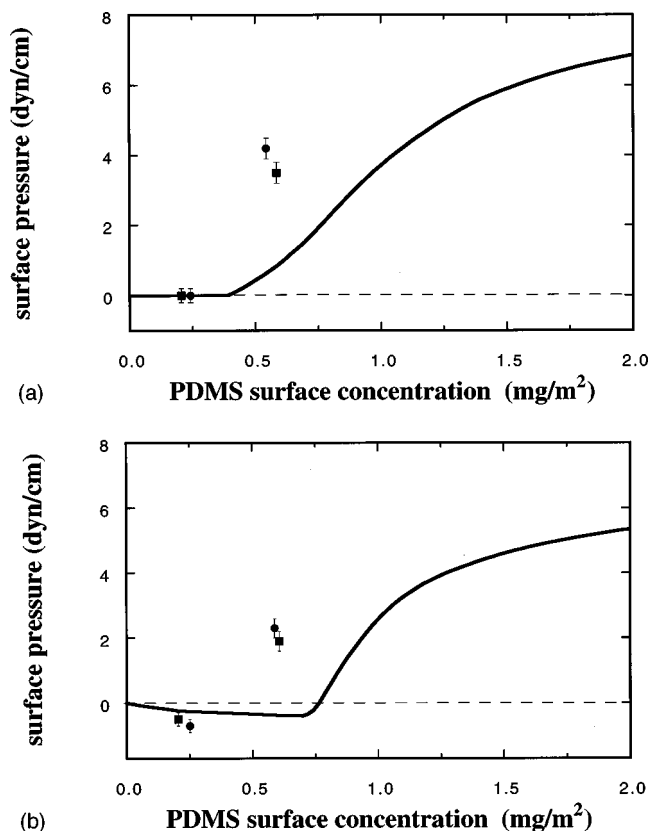 (a)
surface pressure ((dyn/cm)
8
6
4
2
0
0.0 0.5 1.0 1.5 2.0
PDMS surface concentration (mg/m²)
(b)
surface pressure (dyn/cm)
8
6
4
2
0
0.0 0.5 1.0 1.5 2.0
PDMS surface concentration (mg/m²)